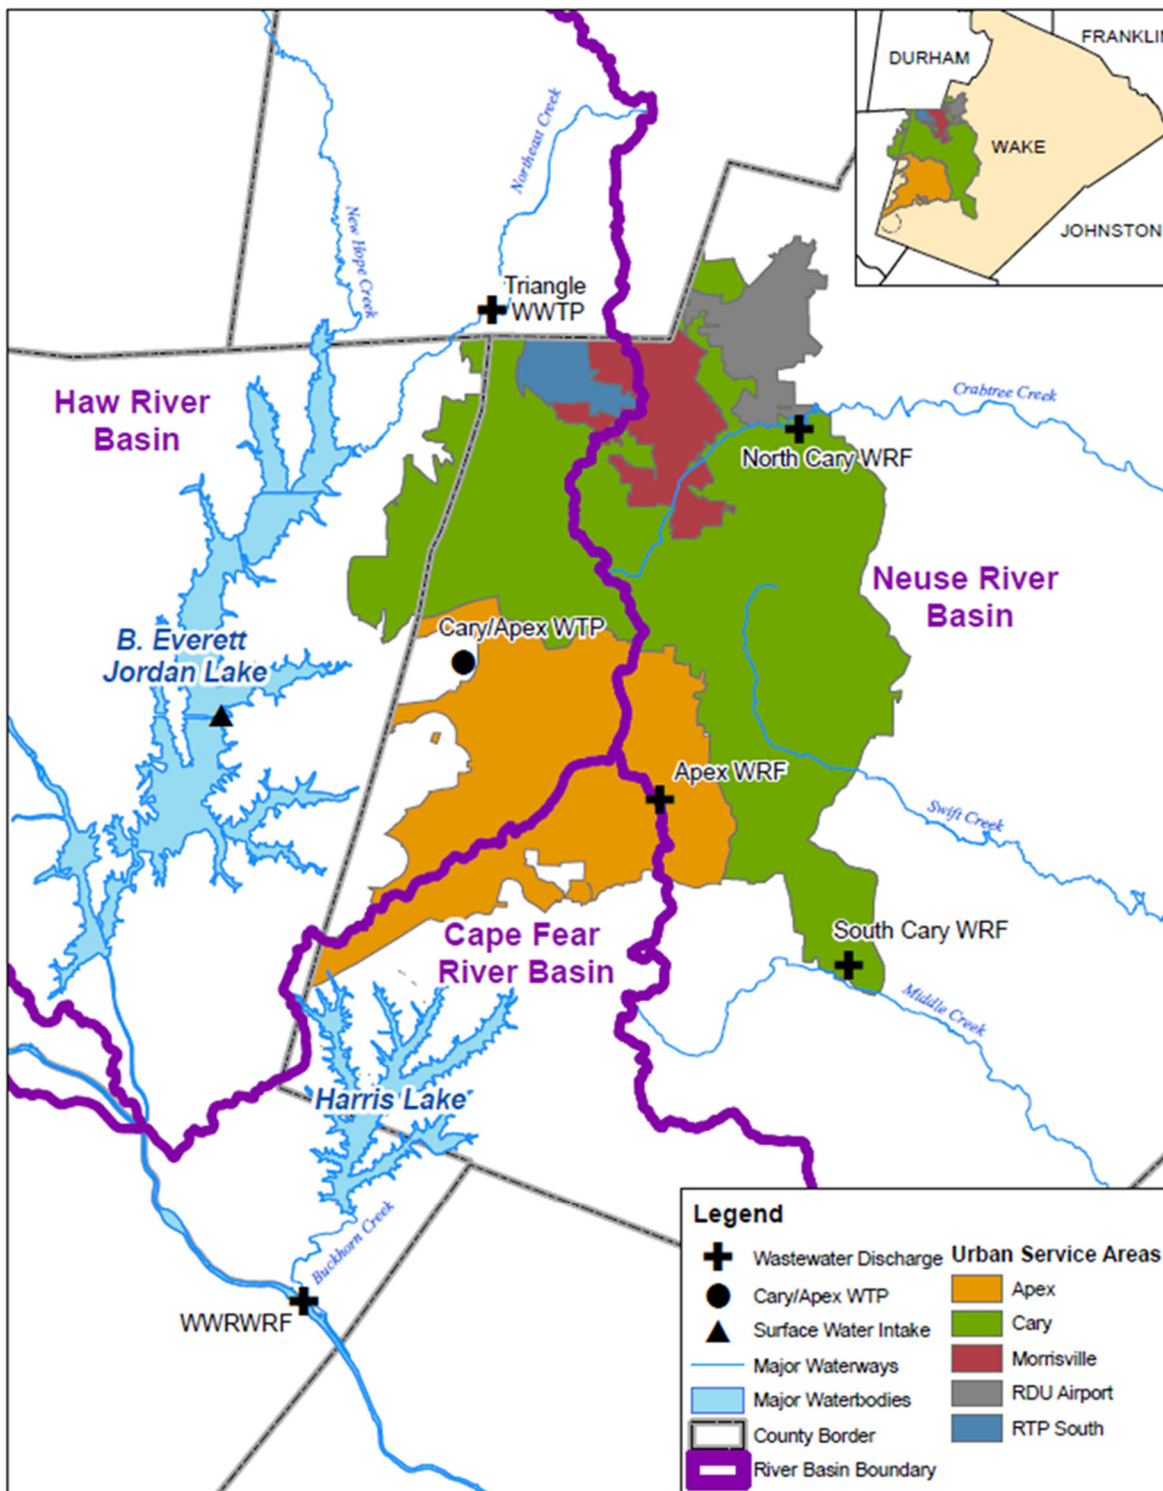 DURHAM
FRANKLIN
WAKE
JOHNSTON
Northeast Creek
New Hope Creek
Triangle
WWTP
Haw River
Basin
Crabtree Creek
North Cary WRF
Neuse River
Basin
Cary/Apex WTP
B. Everett
Jordan Lake
Apex WRF
Swift Creek
South Cary WRF
Cape Fear
River Basin
Middle Creek
Harris Lake
Buckhorn Creek
WWRWRF
Legend
Wastewater Discharge
Cary/Apex WTP
Surface Water Intake
Major Waterways
Major Waterbodies
County Border
River Basin Boundary
Urban Service Areas
Apex
Cary
Morrisville
RDU Airport
RTP South